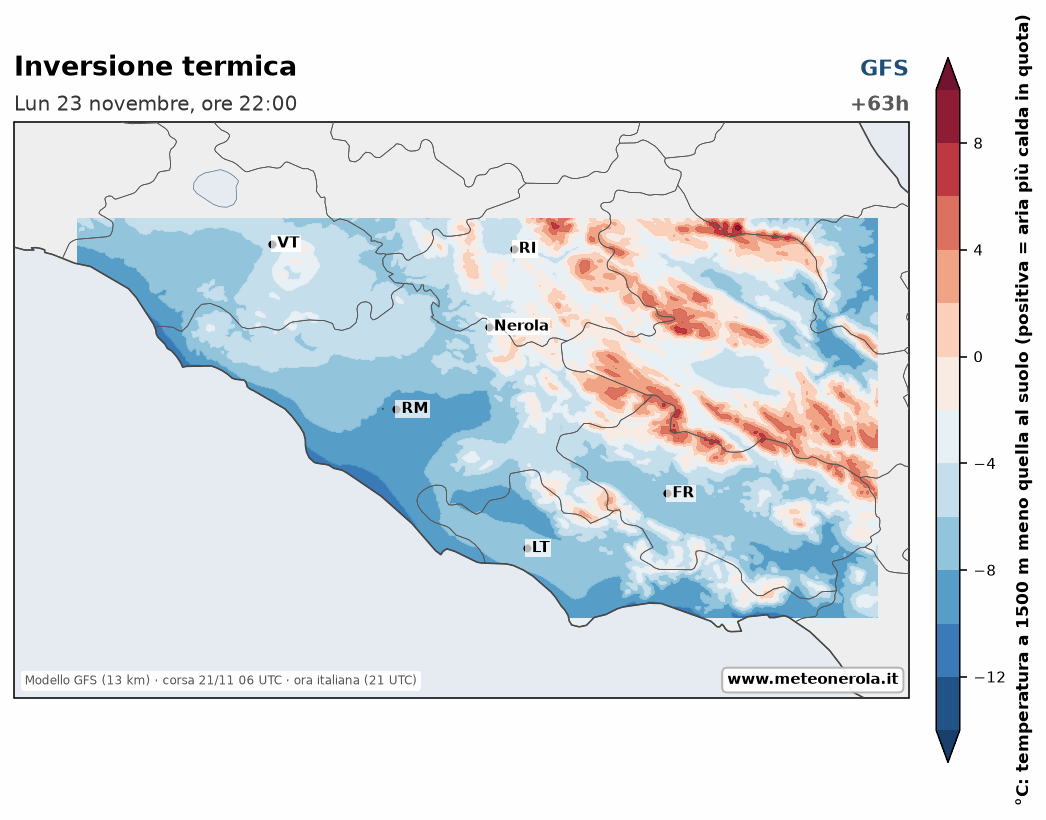 Inversione termica
GFS
Lun 23 novembre, ore 22:00
+63h
VT
RI
Nerola
RM
FR
LT
Modello GFS (13 km) · corsa 21/11 06 UTC · ora italiana (21 UTC)
www.meteonerola.it
8
4
0
−4
−8
−12
°C: temperatura a 1500 m meno quella al suolo (positiva = aria più calda in quota)